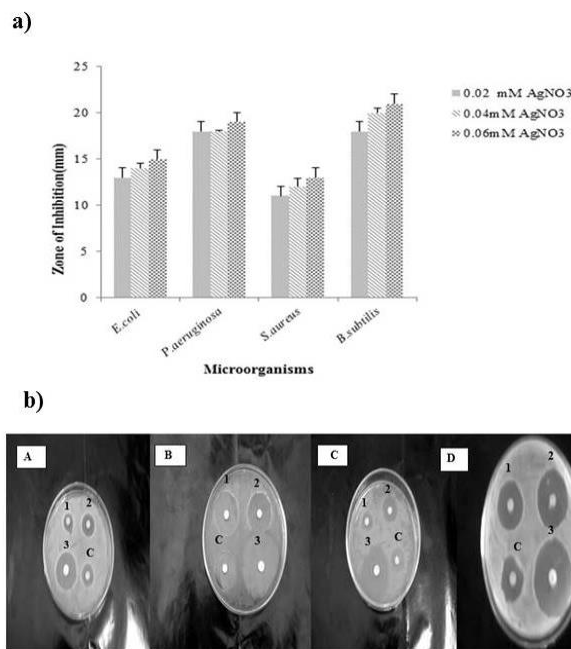 a)
25
20
15
10
5
0
Zone of Inhibition(mm)
E.coli
P.aeruginosa
S.aureus
B.subtilis
Microorganisms
0.02 mM AgNO3
0.04mM AgNO3
0.06mM AgNO3
b)
A
1 2
3 C
B
1 2
C 3
C
1 2
3 C
D
1 2
C 3